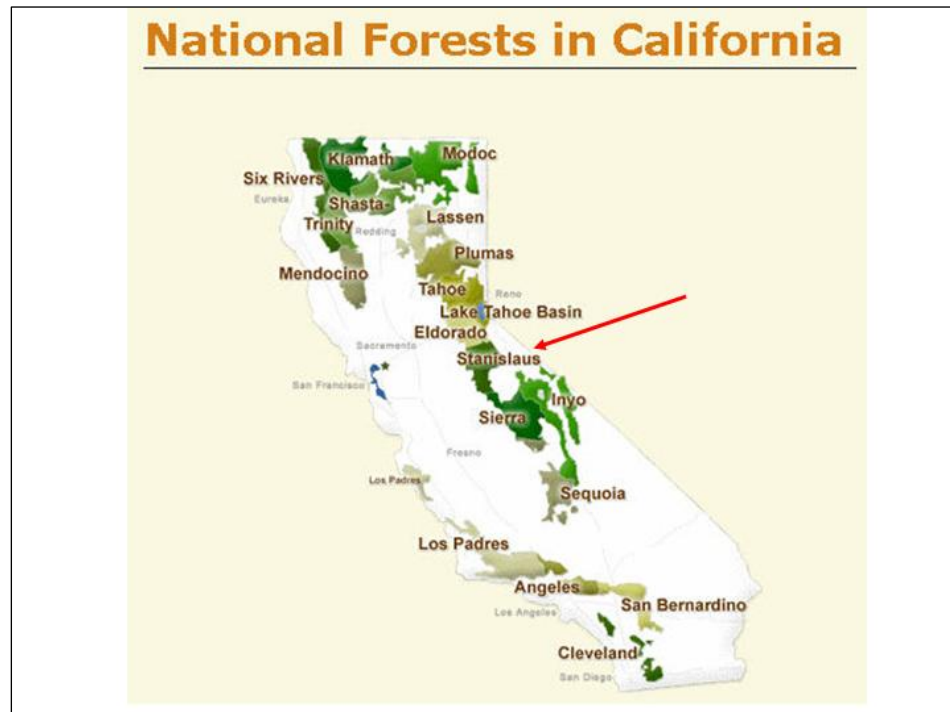 National Forests in California
Klamath
Modoc
Six Rivers
Eureka
Shasta-
Trinity
Redding
Lassen
Plumas
Mendocino
Tahoe
Reno
Lake Tahoe Basin
Eldorado
Sacramento
Stanislaus
San Francisco
Inyo
Sierra
Fresno
Los Padres
Sequoia
Los Padres
Angeles
San Bernardino
Los Angeles
Cleveland
San Diego